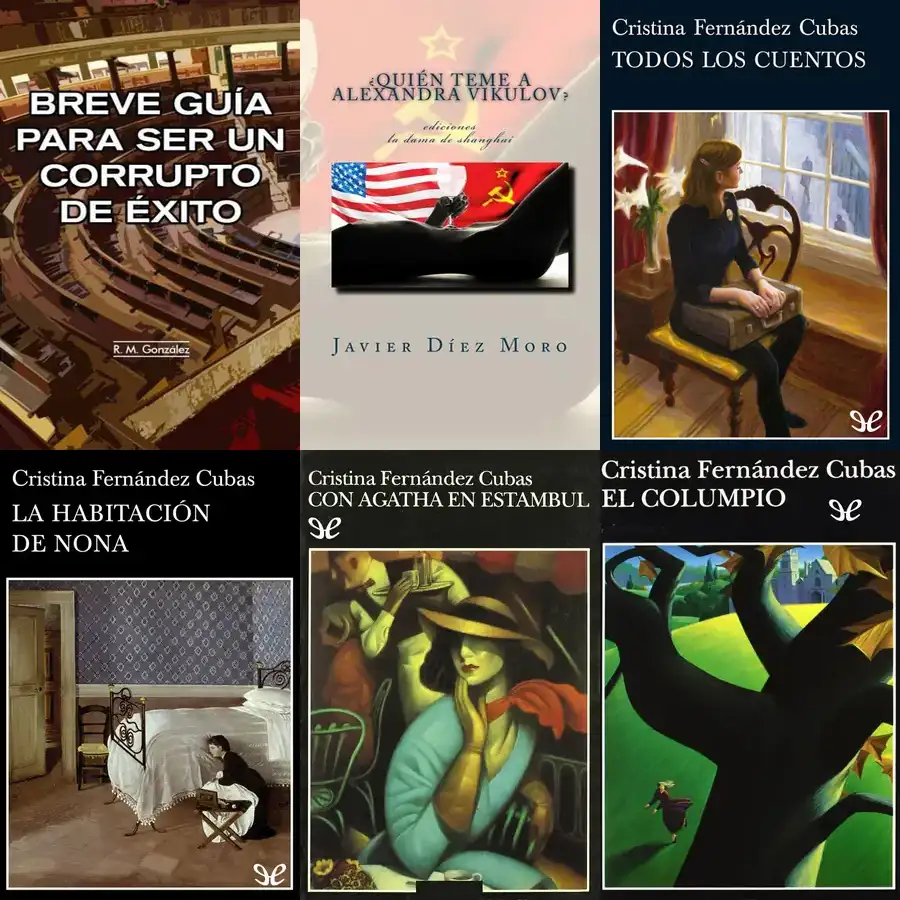 BREVE GUÍA
PARA SER UN
CORRUPTO
DE ÉXITO
R. M. González
¿QUIÉN TEME A
ALEXANDRA VIKULOV?
ediciones
la dama de shanghai
JAVIER DÍEZ MORO
Cristina Fernández Cubas
TODOS LOS CUENTOS
Cristina Fernández Cubas
LA HABITACIÓN
DE NONA
Cristina Fernández Cubas
CON AGATHA EN ESTAMBUL
Cristina Fernández Cubas
EL COLUMPIO